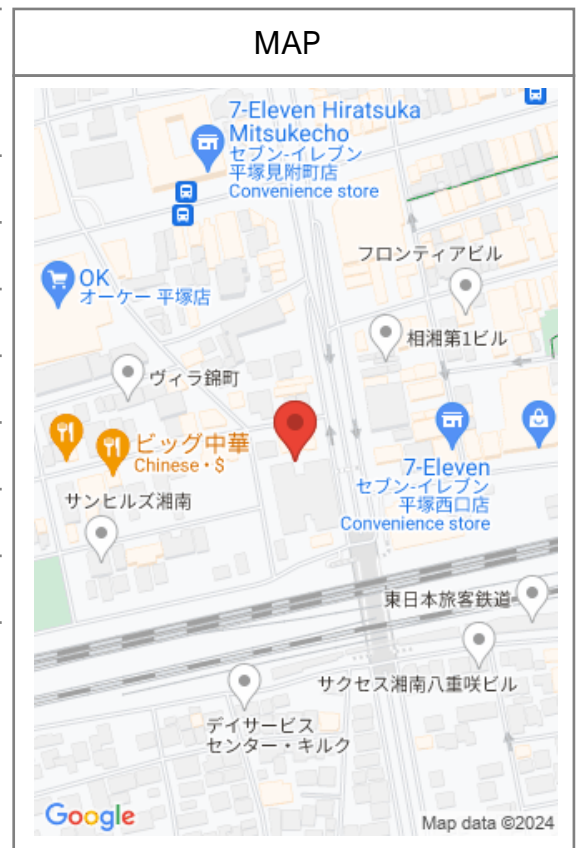 MAP
7-Eleven Hiratsuka
Mitsukecho
セブン-イレブン
平塚見附町店
Convenience store
フロンティアビル
OK
オーケー 平塚店
相湘第1ビル
ヴィラ錦町
ビッグ中華
Chinese・$
7-Eleven
セブン-イレブン
平塚西口店
Convenience store
サンヒルズ湘南
東日本旅客鉄道
サクセス湘南八重咲ビル
デイサービス
センター・キルク
Google
Map data ©2024